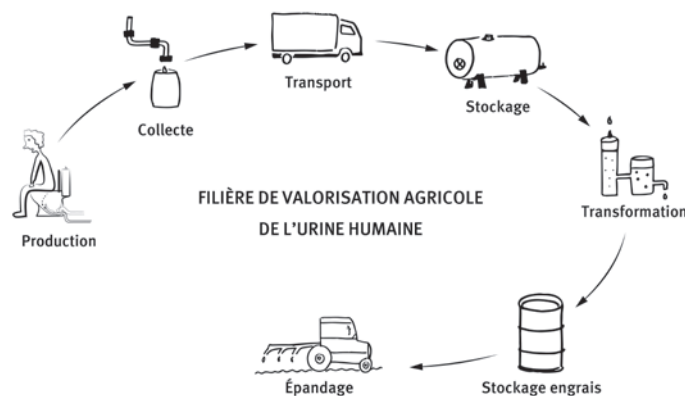 Transport
Collecte
Stockage
FILIÈRE DE VALORISATION AGRICOLE
DE L'URINE HUMAINE
Production
Transformation
Épandage
Stockage engrais